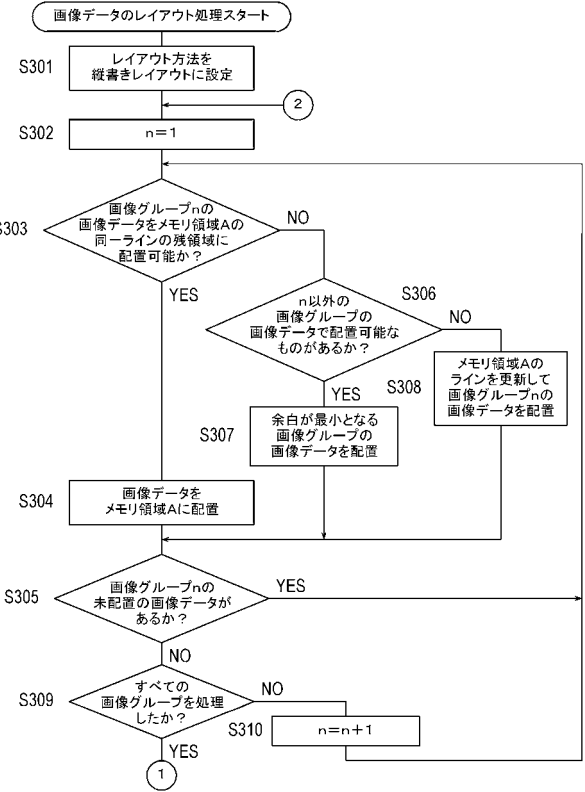 画像データのレイアウト処理スタート
S301
レイアウト方法を
縦書きレイアウトに設定
2
S302
n=1
S303
画像グループnの
画像データをメモリ領域Aの
同一ラインの残領域に
配置可能か?
NO
YES
S306
n以外の
画像グループの
画像データで配置可能な
ものがあるか?
NO
YES
S308
メモリ領域Aの
ラインを更新して
画像グループnの
画像データを配置
S307
余白が最小となる
画像グループの
画像データを配置
S304
画像データを
メモリ領域Aに配置
S305
画像グループnの
未配置の画像データが
あるか?
YES
NO
S309
すべての
画像グループを処理
したか?
NO
S310
n=n+1
YES
1